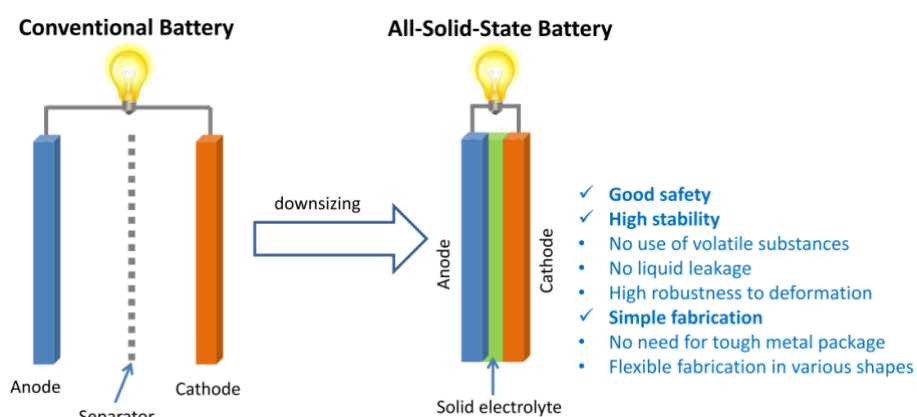 Conventional Battery
All-Solid-State Battery
downsizing
Anode
Separator
Cathode
Anode
Cathode
Solid electrolyte
✓ Good safety
✓ High stability
• No use of volatile substances
• No liquid leakage
• High robustness to deformation
✓ Simple fabrication
• No need for tough metal package
• Flexible fabrication in various shapes